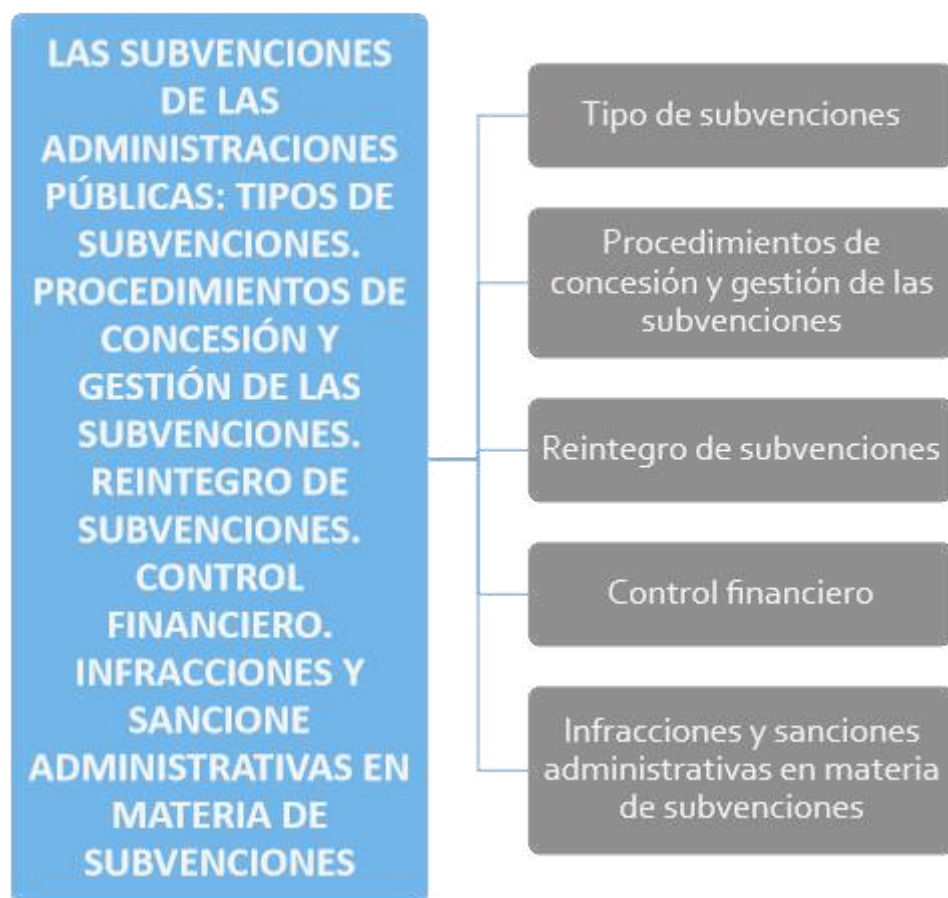 LAS SUBVENCIONES
DE LAS
ADMINISTRACIONES
PÚBLICAS: TIPOS DE
SUBVENCIONES.
PROCEDIMIENTOS DE
CONCESIÓN Y
GESTIÓN DE LAS
SUBVENCIONES.
REINTEGRO DE
SUBVENCIONES.
CONTROL
FINANCIERO.
INFRACCIONES Y
SANCIONE
ADMINISTRATIVAS EN
MATERIA DE
SUBVENCIONES
Tipo de subvenciones
Procedimientos de
concesión y gestión de las
subvenciones
Reintegro de subvenciones
Control financiero
Infracciones y sanciones
administrativas en materia
de subvenciones